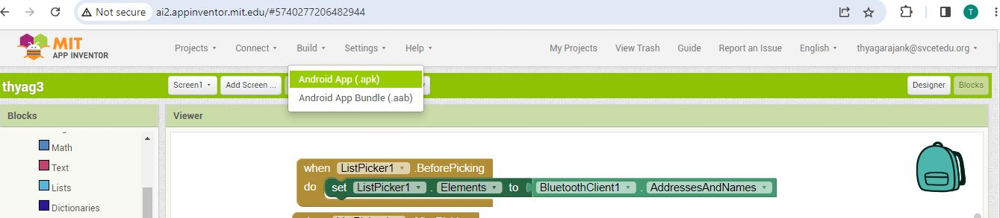 Not secure ai2.appinventor.mit.edu/#5740277206482944 T
MIT
APP INVENTOR
Projects Connect Build Settings Help My Projects View Trash Guide Report an Issue English thyagarajank@svcetedu.org
thyag3 Screen1 Add Screen ... Designer Blocks
Android App (.apk)
Android App Bundle (.aab)
Blocks Viewer
Math
Text
Lists
Dictionaries
when ListPicker1 .BeforePicking
do set ListPicker1 . Elements to BluetoothClient1 . AddressesAndNames